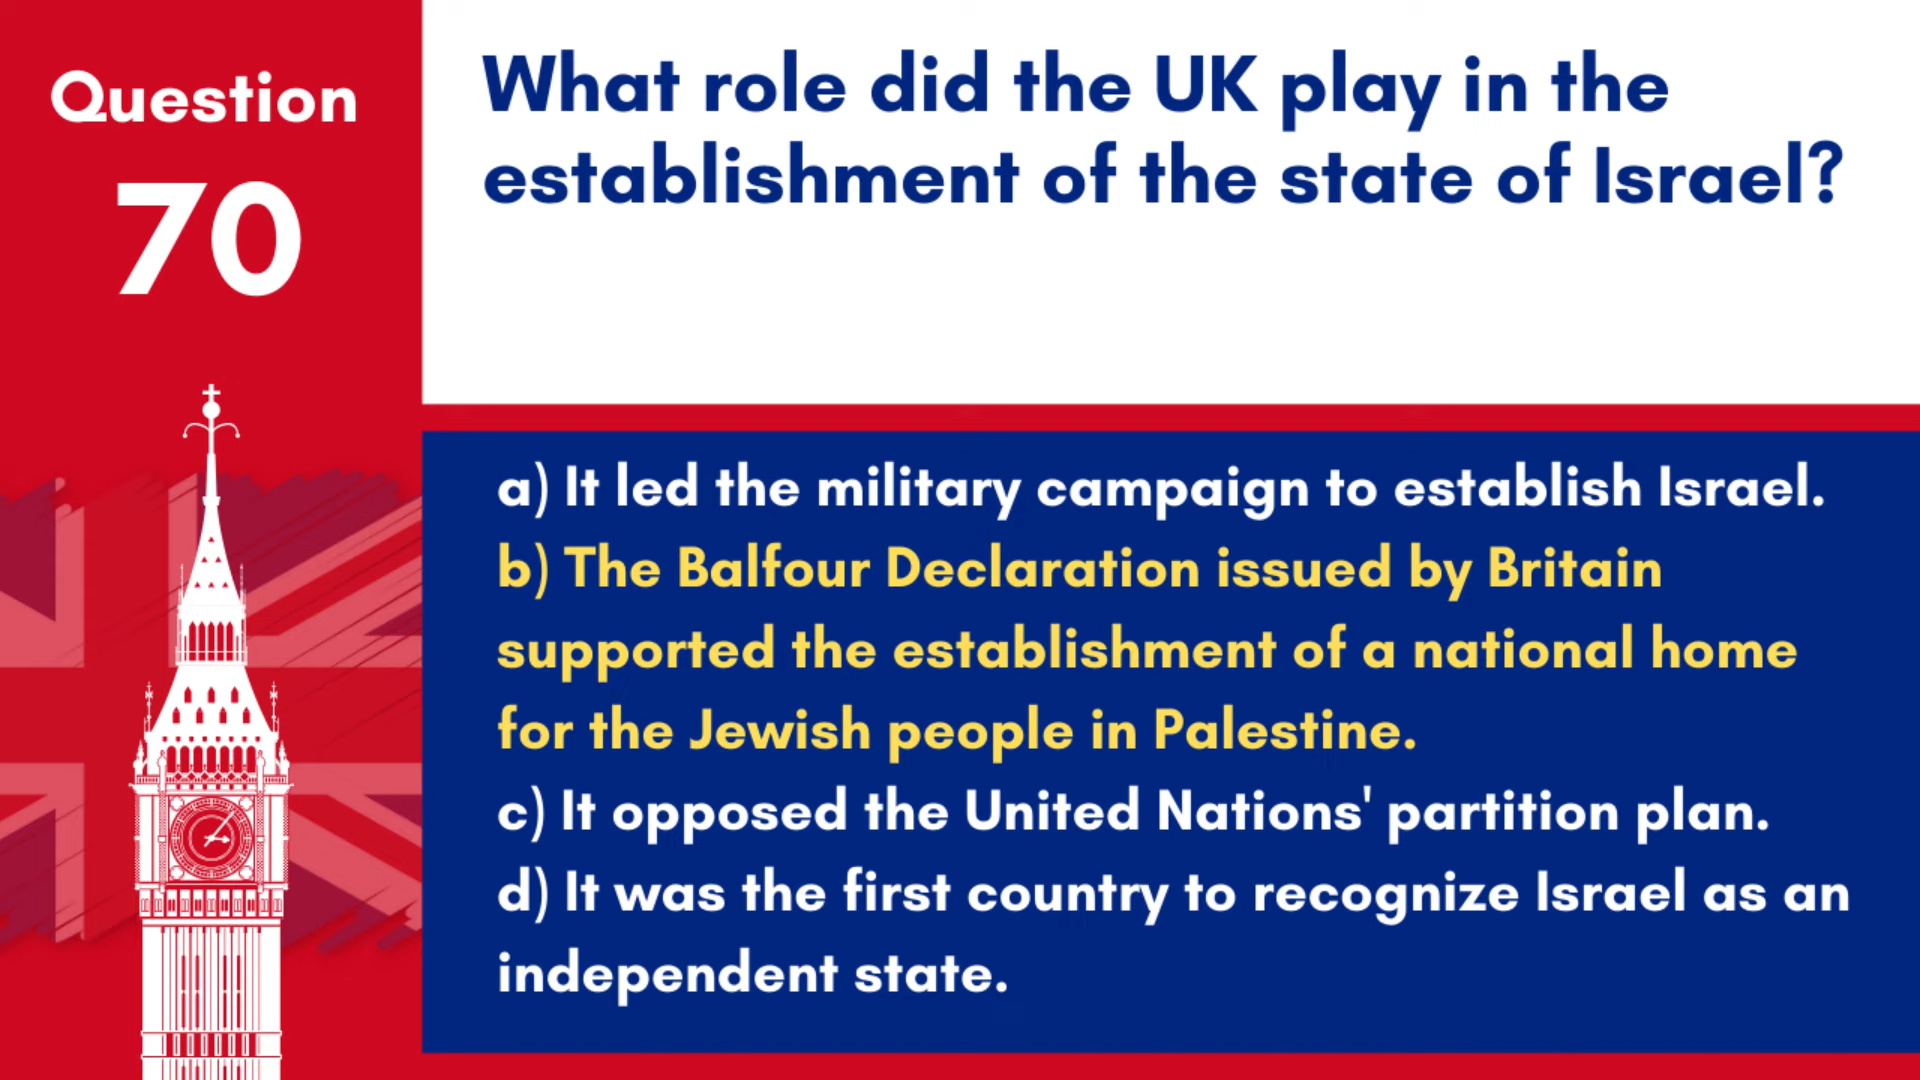 Question
70
What role did the UK play in the
establishment of the state of Israel?
a) It led the military campaign to establish Israel.
b) The Balfour Declaration issued by Britain
supported the establishment of a national home
for the Jewish people in Palestine.
c) It opposed the United Nations' partition plan.
d) It was the first country to recognize Israel as an
independent state.